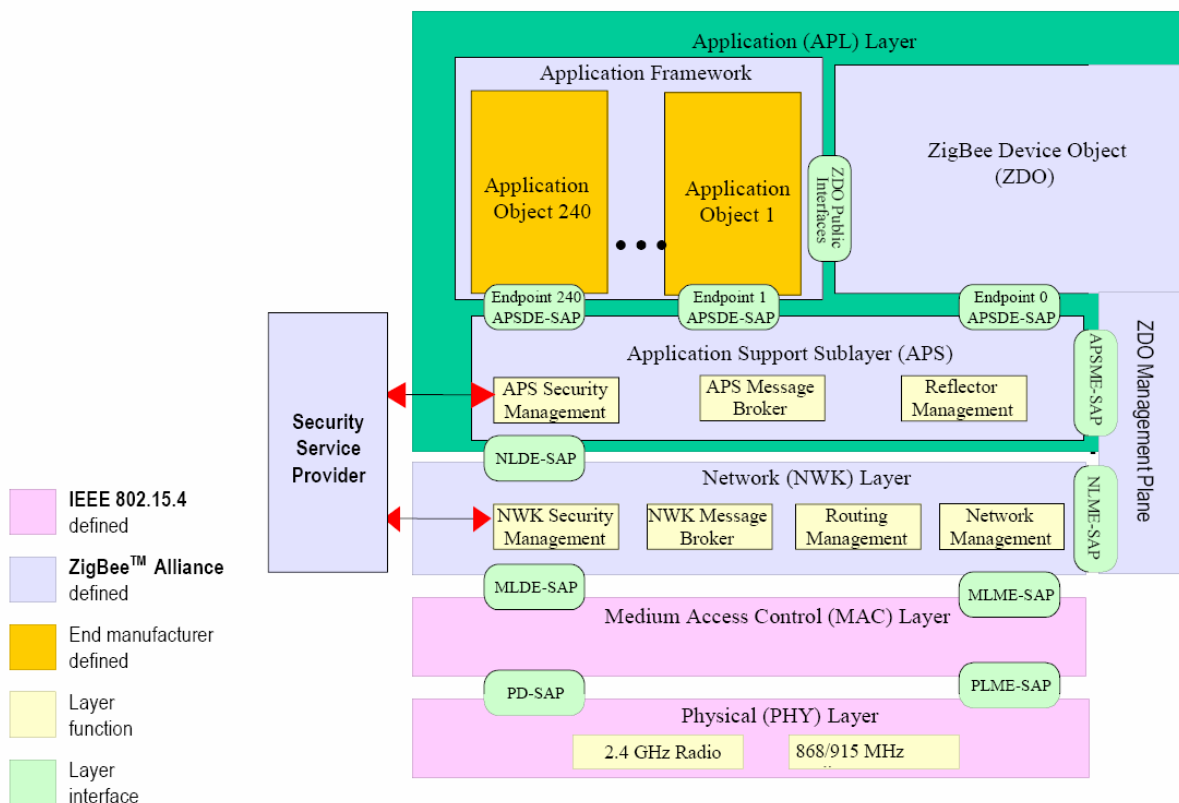 Application (APL) Layer
Application Framework
Application
Object 240
Application
Object 1
ZDO Public
Interfaces
ZigBee Device Object
(ZDO)
Endpoint 240
APSDE-SAP
Endpoint 1
APSDE-SAP
Endpoint 0
APSDE-SAP
Application Support Sublayer (APS)
APS Security
Management
APS Message
Broker
Reflector
Management
APSME-SAP
ZDO Management Plane
Security
Service
Provider
NLDE-SAP
Network (NWK) Layer
NWK Security
Management
NWK Message
Broker
Routing
Management
Network
Management
NLME-SAP
MLDE-SAP
MLME-SAP
Medium Access Control (MAC) Layer
PD-SAP
PLME-SAP
Physical (PHY) Layer
2.4 GHz Radio
868/915 MHz
IEEE 802.15.4
defined
ZigBee™ Alliance
defined
End manufacturer
defined
Layer
function
Layer
interface